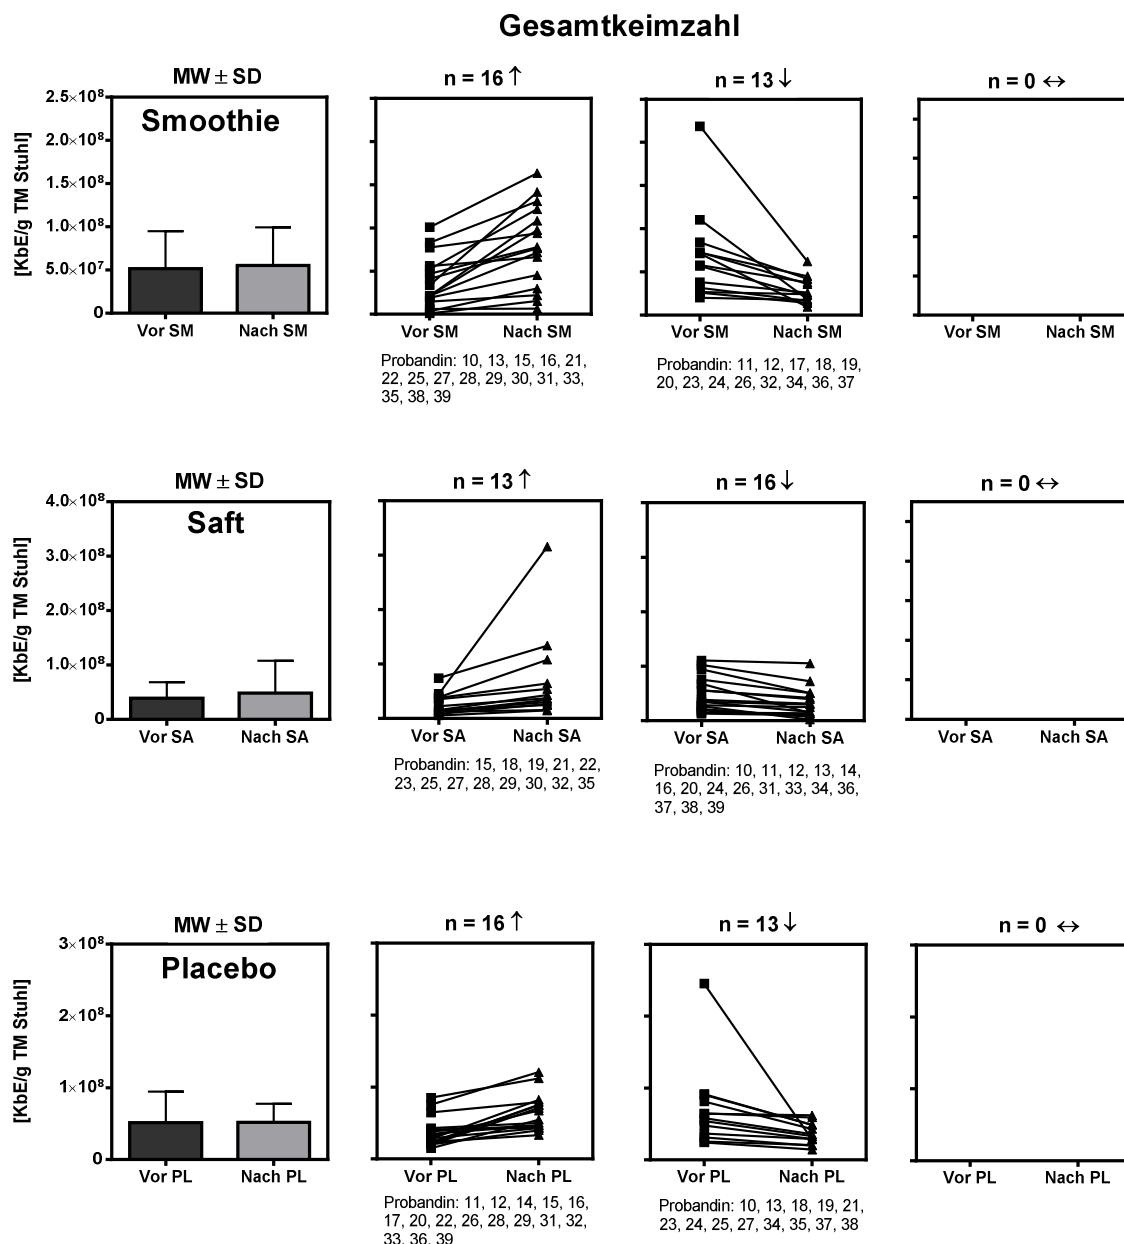 Gesamtkeimzahl
MW ± SD
n = 16 ↑
n = 13 ↓
n = 0 ↔
Smoothie
[KbE/g TM Stuhl]
2.5×10⁸
2.0×10⁸
1.5×10⁸
1.0×10⁸
5.0×10⁷
0
Vor SM Nach SM
Vor SM Nach SM
Vor SM Nach SM
Vor SM Nach SM
Probandin: 10, 13, 15, 16, 21,
22, 25, 27, 28, 29, 30, 31, 33,
35, 38, 39
Probandin: 11, 12, 17, 18, 19,
20, 23, 24, 26, 32, 34, 36, 37
MW ± SD
n = 13 ↑
n = 16 ↓
n = 0 ↔
Saft
[KbE/g TM Stuhl]
4.0×10⁸
3.0×10⁸
2.0×10⁸
1.0×10⁸
0
Vor SA Nach SA
Vor SA Nach SA
Vor SA Nach SA
Vor SA Nach SA
Probandin: 15, 18, 19, 21, 22,
23, 25, 27, 28, 29, 30, 32, 35
Probandin: 10, 11, 12, 13, 14,
16, 20, 24, 26, 31, 33, 34, 36,
37, 38, 39
MW ± SD
n = 16 ↑
n = 13 ↓
n = 0 ↔
Placebo
[KbE/g TM Stuhl]
3×10⁸
2×10⁸
1×10⁸
0
Vor PL Nach PL
Vor PL Nach PL
Vor PL Nach PL
Vor PL Nach PL
Probandin: 11, 12, 14, 15, 16,
17, 20, 22, 26, 28, 29, 31, 32,
33, 36, 39
Probandin: 10, 13, 18, 19, 21,
23, 24, 25, 27, 34, 35, 37, 38